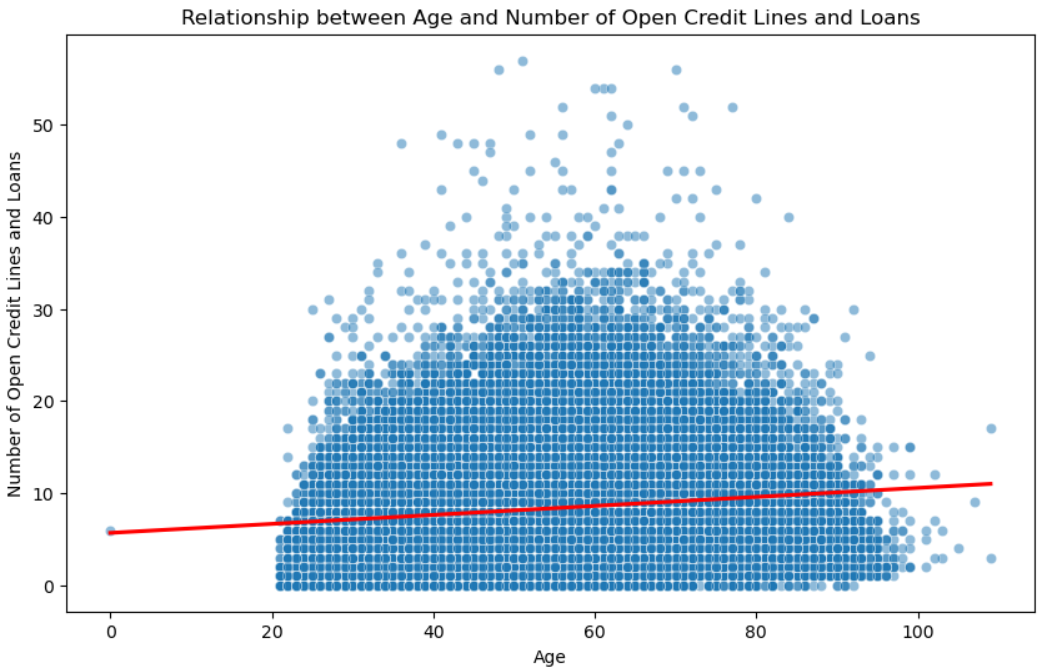 Relationship between Age and Number of Open Credit Lines and Loans
Number of Open Credit Lines and Loans
50
40
30
20
10
0
0 20 40 60 80 100
Age